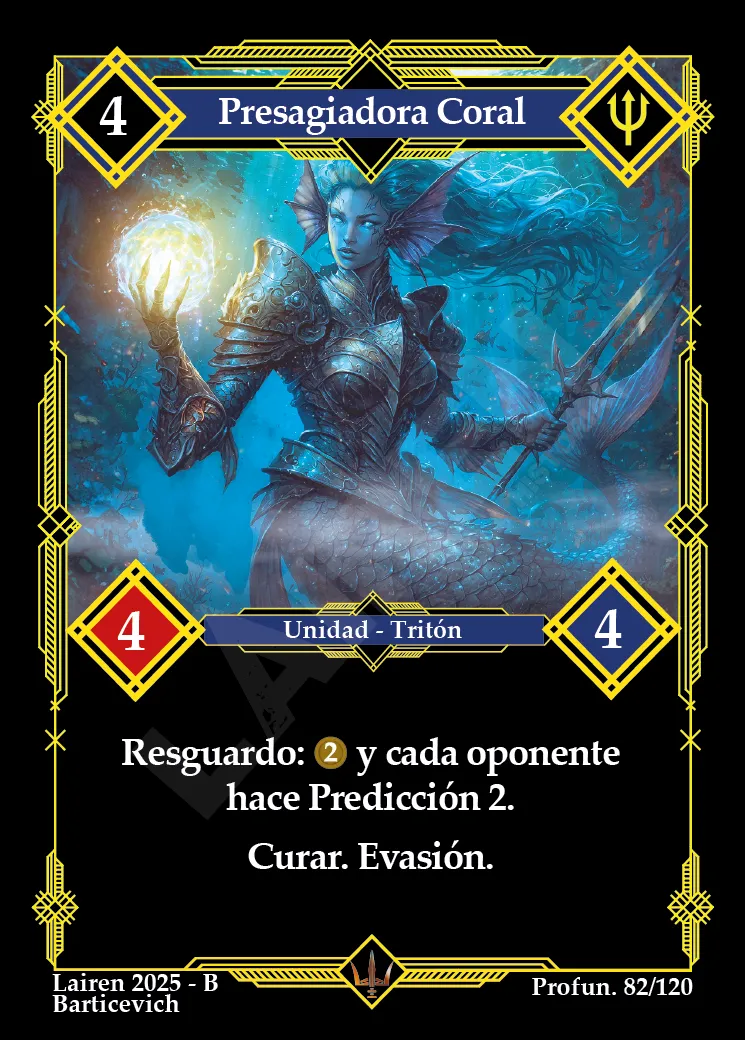 4
Presagiadora Coral
4
Unidad - Tritón
4
Resguardo: 2 y cada oponente
hace Predicción 2.
Curar. Evasión.
Lairen 2025 - B
Barticevich
Profun. 82/120